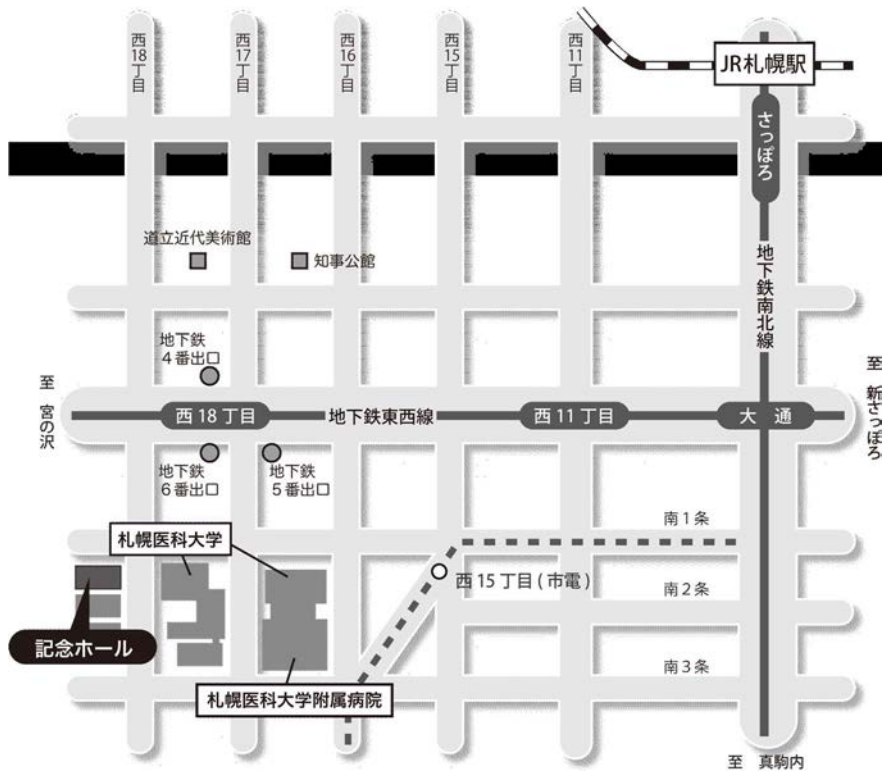 西18丁目
西17丁目
西16丁目
西15丁目
西11丁目
JR札幌駅
さっぽろ
道立近代美術館
知事公館
地下鉄南北線
地下鉄
4番出口
至 宮の沢
西18丁目
地下鉄東西線
西11丁目
大通
至 新さっぽろ
地下鉄
6番出口
地下鉄
5番出口
南1条
札幌医科大学
西15丁目(市電)
南2条
記念ホール
南3条
札幌医科大学附属病院
至 真駒内